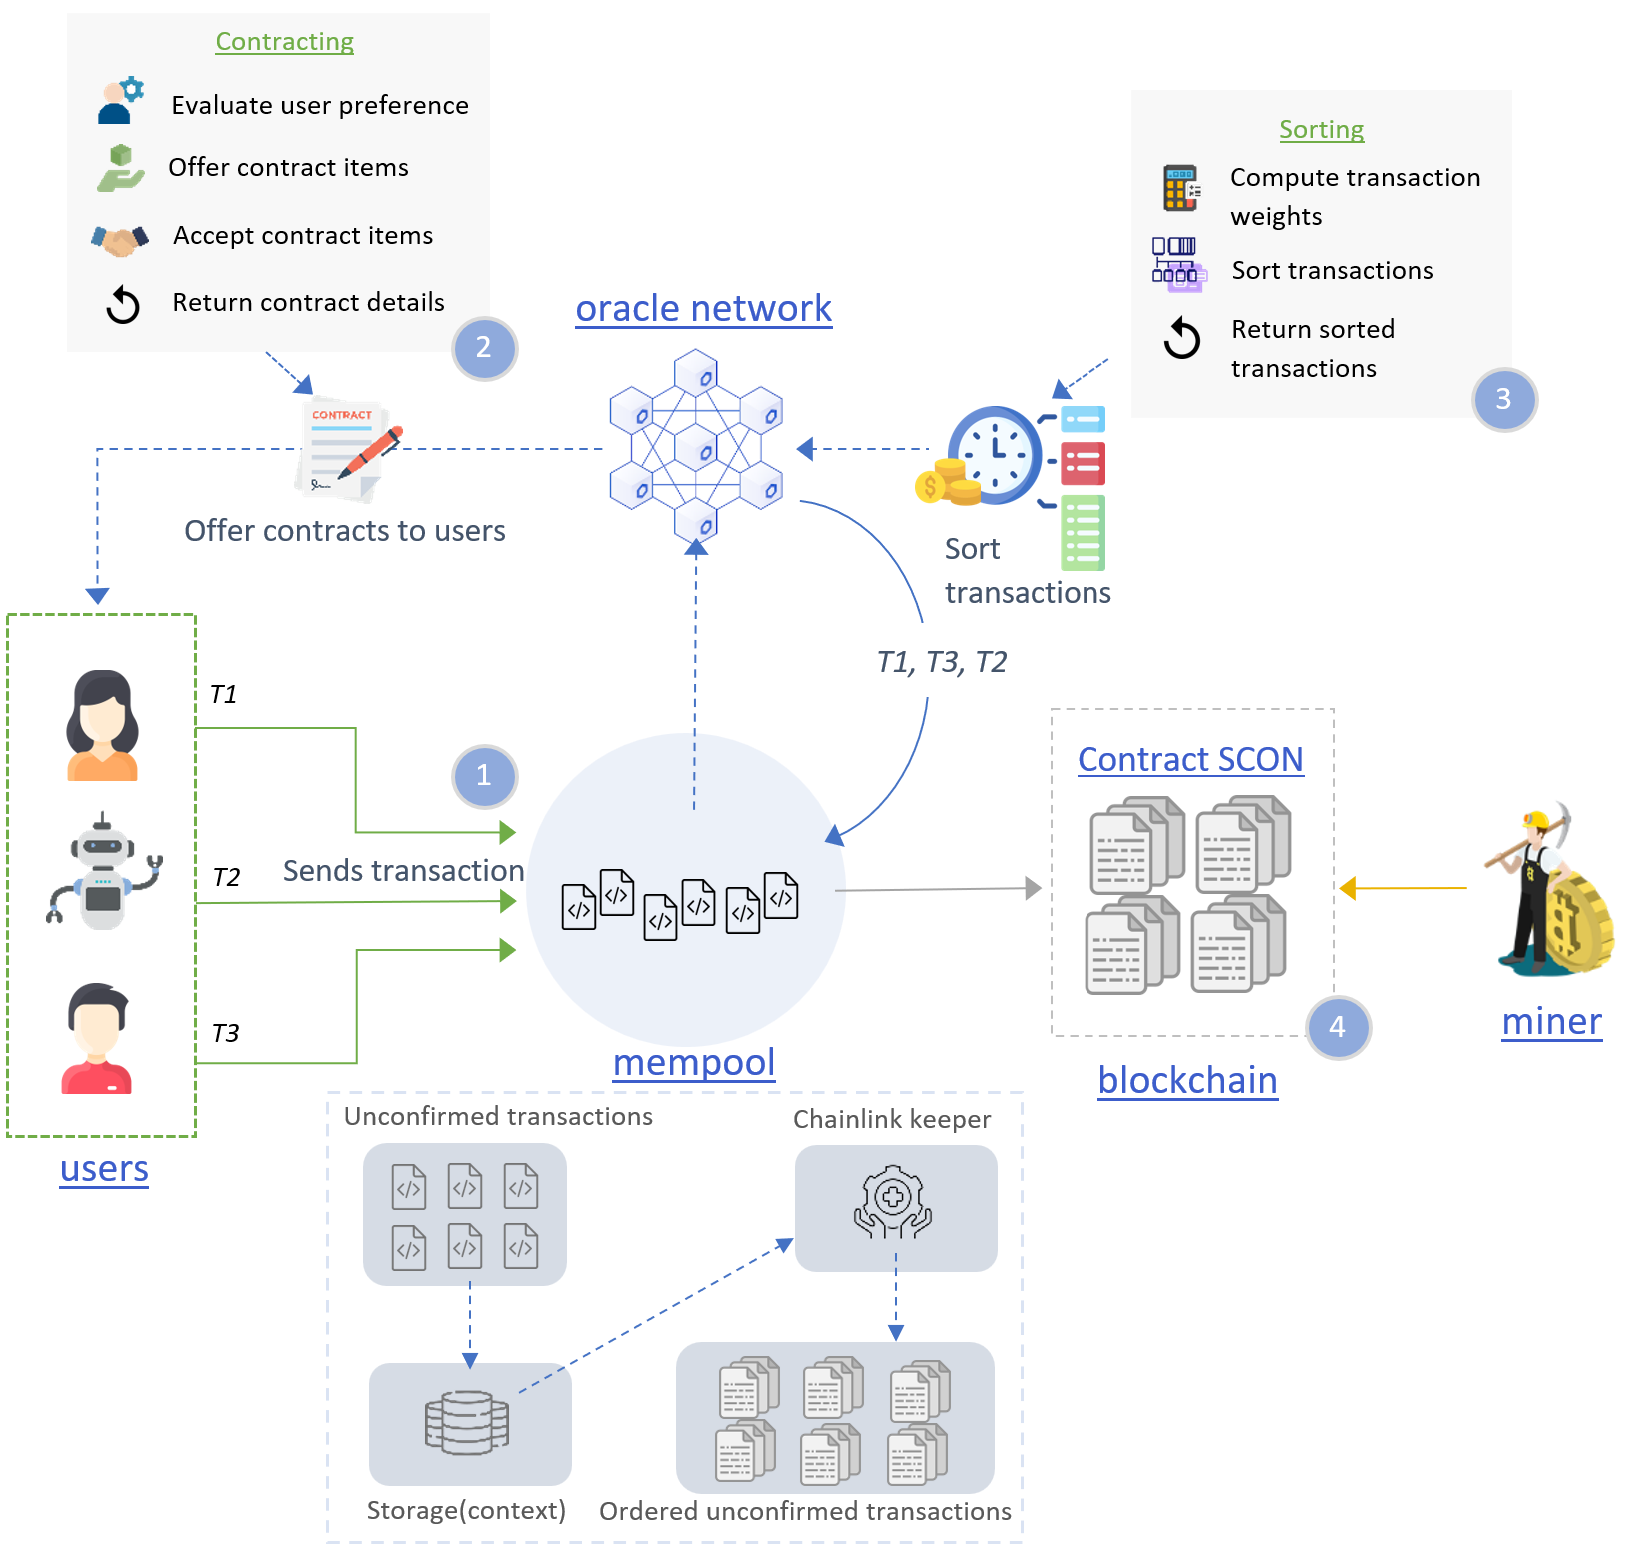 Contracting
Evaluate user preference
Offer contract items
Accept contract items
Return contract details
2
Sorting
Compute transaction
weights
Sort transactions
Return sorted
transactions
3
oracle network
CONTRACT
Offer contracts to users
$
Sort
transactions
T1, T3, T2
T1
T2
T3
1
Sends transaction
users
mempool
Contract SCON
4
blockchain
miner
Unconfirmed transactions
Chainlink keeper
Storage(context)
Ordered unconfirmed transactions